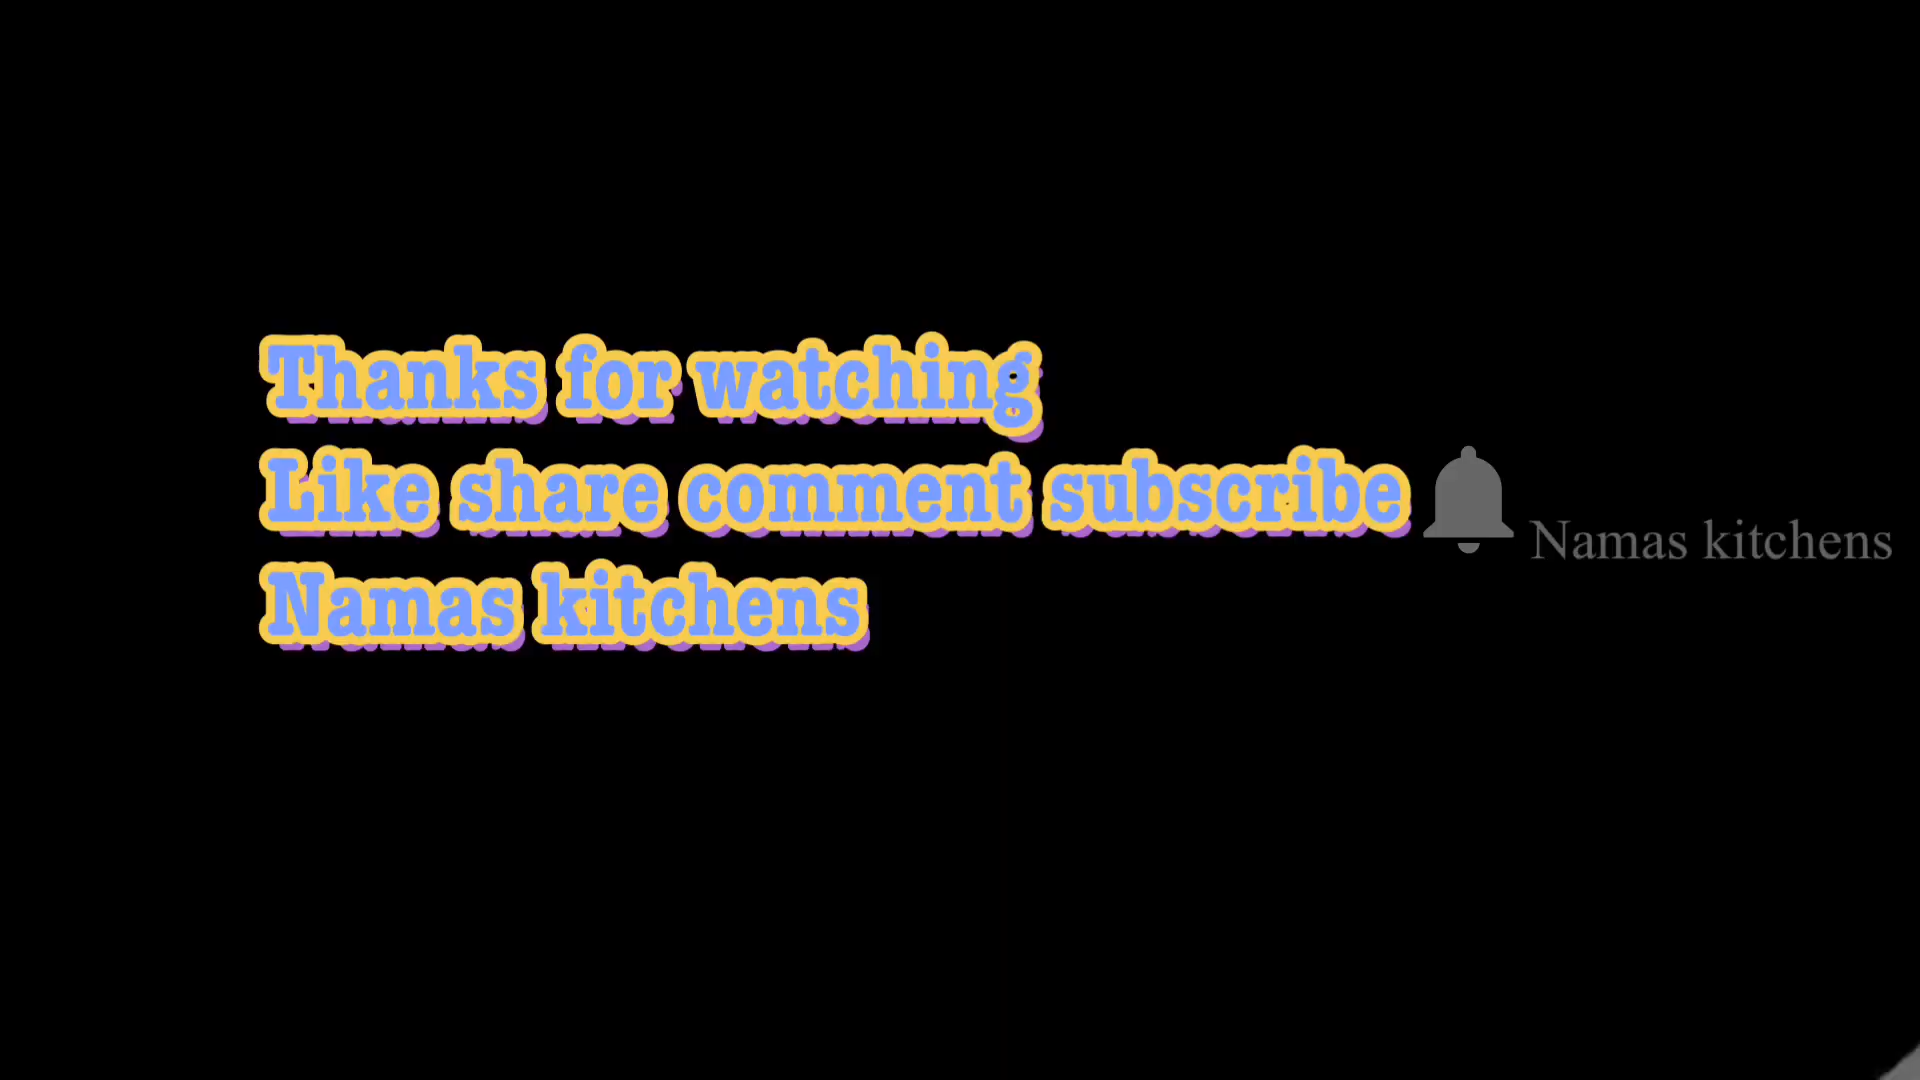 Thanks for watching
Like share comment subscribe
Namas kitchens
Namas kitchens